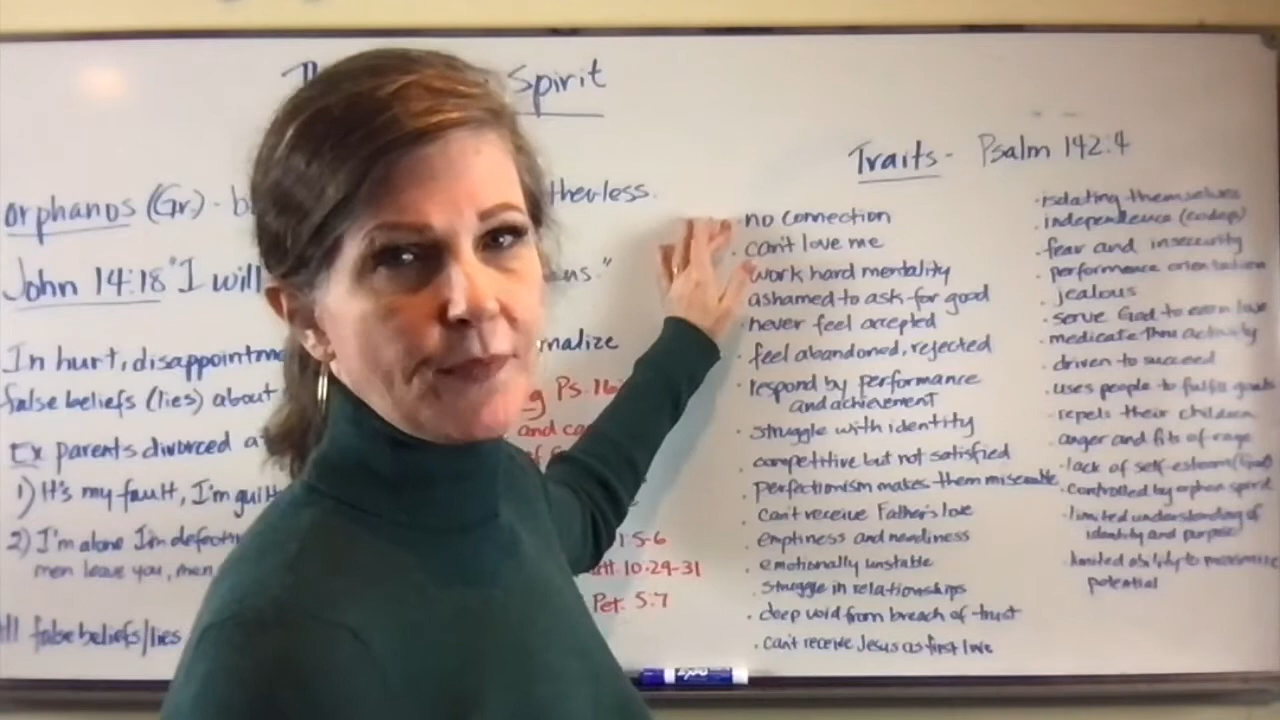 Spirit
orphanos (Gr.) - b
therless.
John 14:18 "I will
ns."
In hurt, disappointme
nalize
false beliefs (lies) about
g Ps. 16
and ca
Ex parents divorced a
1) It's my fault, I'm guilt
2) I'm alone I'm defect
men leave you, men
1:5-6
tt. 10:29-31
Pet. 5:7
All false beliefs/lies
Traits - Psalm 142:4
· no connection
· can't love me
work hard mentality
ashamed to ask for good
· never feel accepted
· feel abandoned, rejected
· respond by performance
and achievement
· struggle with identity
· competitive but not satisfied
· perfectionism makes them miserable
· can't receive Father's love
· emptiness and neediness
· emotionally unstable
· struggle in relationships
· deep void from breach of trust
· can't receive Jesus as first love
· isolating themselves
· independence (codep)
· fear and insecurity
· performance orientation
· jealous
· serve God to earn love
· medicate thru activity
· driven to succeed
· uses people to fulfill goals
· repels their children
· anger and fits of rage
· lack of self-esteem
· controlled by orphan spirit
· limited understanding of
identity and purpose
· limited ability to maximize
potential
EXPO